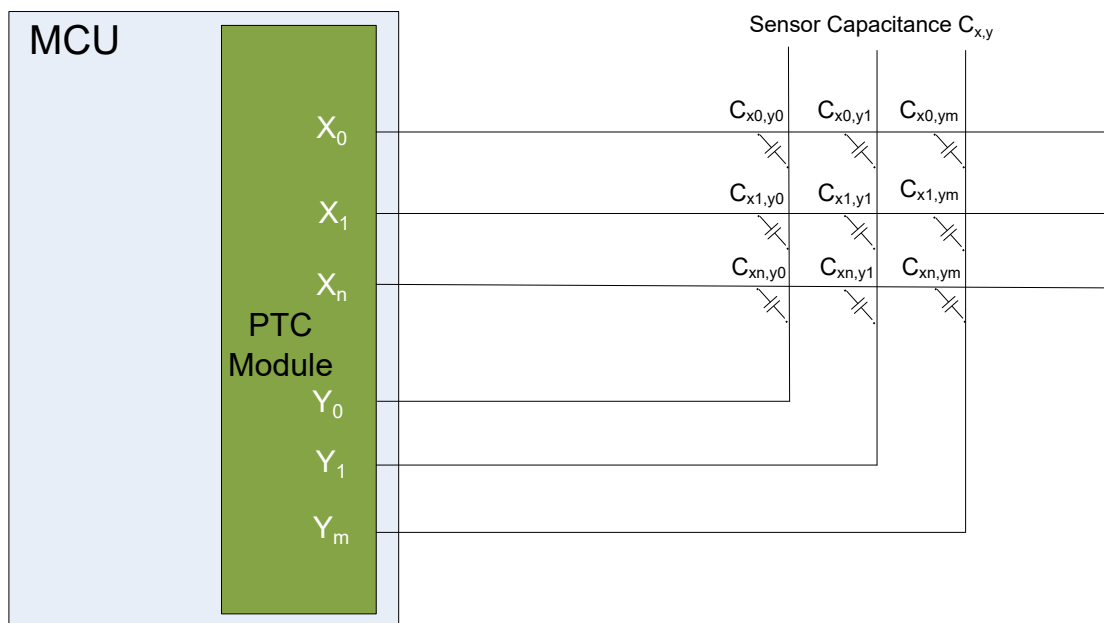 MCU
Sensor Capacitance Cx,y
X0
Cx0,y0 Cx0,y1 Cx0,ym
X1
Cx1,y0 Cx1,y1 Cx1,ym
Xn
Cxn,y0 Cxn,y1 Cxn,ym
PTC
Module
Y0
Y1
Ym